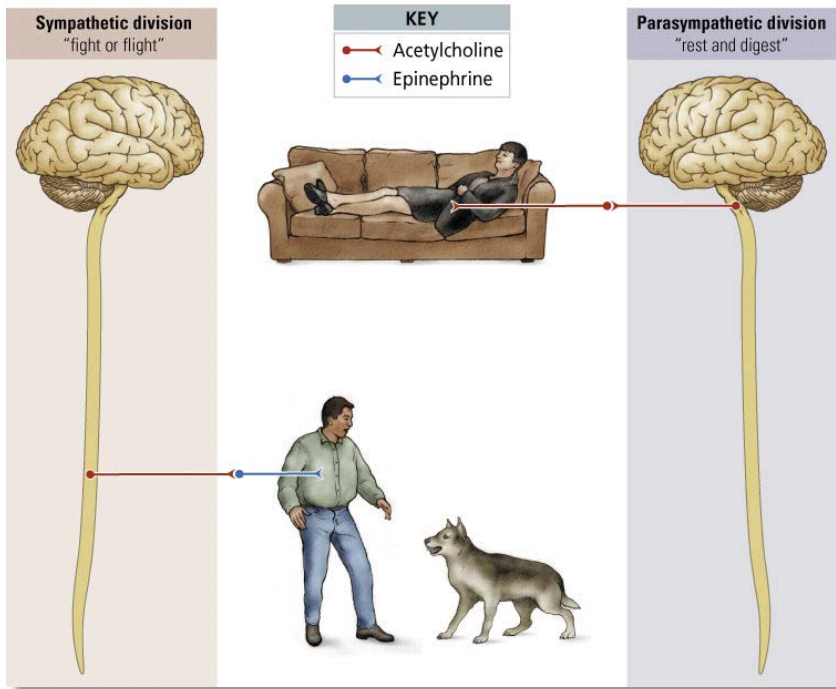 Sympathetic division
"fight or flight"
KEY
Acetylcholine
Epinephrine
Parasympathetic division
"rest and digest"